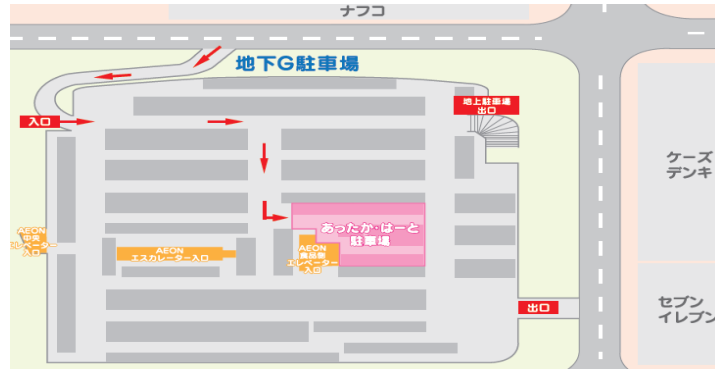 ナフコ
地下G駐車場
地上駐車場
出口
入口
ケーズ
デンキ
あったか・はーと
駐車場
AEON
中央
エレベーター
入口
AEON
エスカレーター入口
AEON
食品側
エレベーター
入口
出口
セブン
イレブン